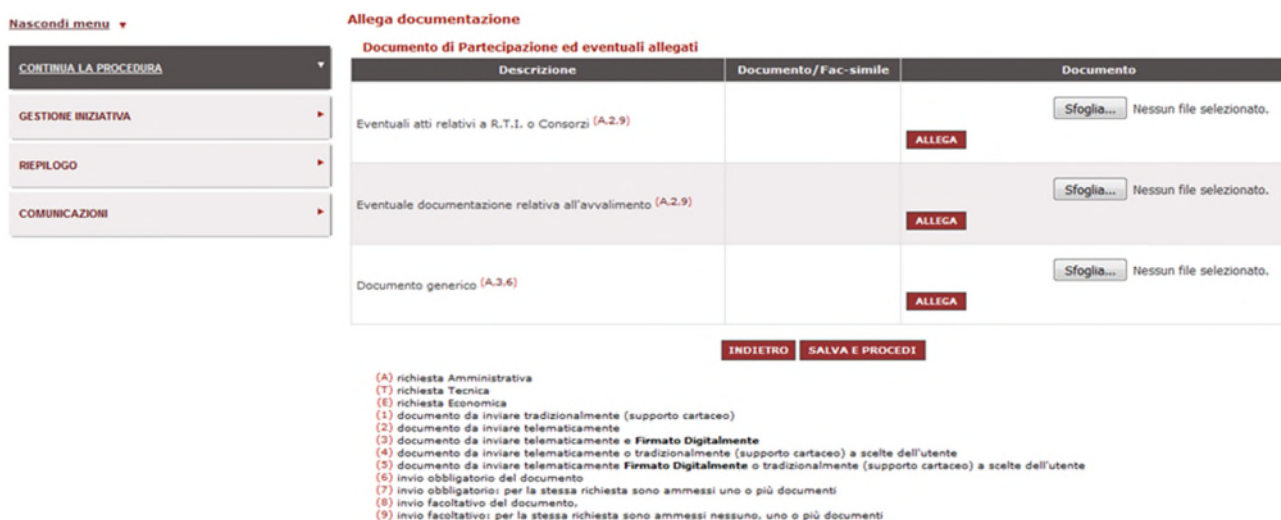 Nascondi menu
CONTINUA LA PROCEDURA
GESTIONE INIZIATIVA
RIEPILOGO
COMUNICAZIONI
Allega documentazione
Documento di Partecipazione ed eventuali allegati
Descrizione Documento/Fac-simile Documento
Eventuali atti relativi a R.T.I. o Consorzi (A,2,9) Sfoglia... Nessun file selezionato.
ALLEGA
Eventuale documentazione relativa all'avvalimento (A,2,9) Sfoglia... Nessun file selezionato.
ALLEGA
Documento generico (A,3,6) Sfoglia... Nessun file selezionato.
ALLEGA
INDIETRO SALVA E PROCEDI
(A) richiesta Amministrativa
(T) richiesta Tecnica
(E) richiesta Economica
(1) documento da inviare tradizionalmente (supporto cartaceo)
(2) documento da inviare telematicamente
(3) documento da inviare telematicamente e Firmato Digitalmente
(4) documento da inviare telematicamente o tradizionalmente (supporto cartaceo) a scelte dell'utente
(5) documento da inviare telematicamente Firmato Digitalmente o tradizionalmente (supporto cartaceo) a scelte dell'utente
(6) invio obbligatorio del documento
(7) invio obbligatorio: per la stessa richiesta sono ammessi uno o più documenti
(8) invio facoltativo del documento,
(9) invio facoltativo: per la stessa richiesta sono ammessi nessuno, uno o più documenti